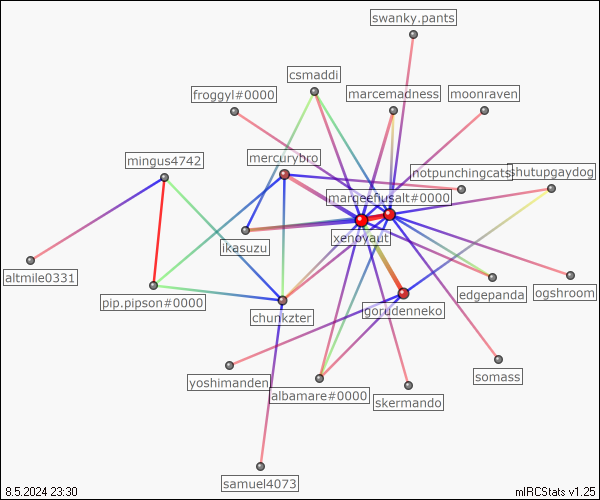 swanky.pants
csmaddi
froggyl#0000
marcemadness
moonraven
mingus4742
mercurybro
notpunchingcats
shutupgaydog
marqeefiusalt#0000
xenoyaut
ikasuzu
altmile0331
pip.pipson#0000
edgepanda
ogshroom
chunkzter
gorudenneko
yoshimanden
albamare#0000
skermando
somass
samuel4073
8.5.2024 23:30
mIRCStats v1.25